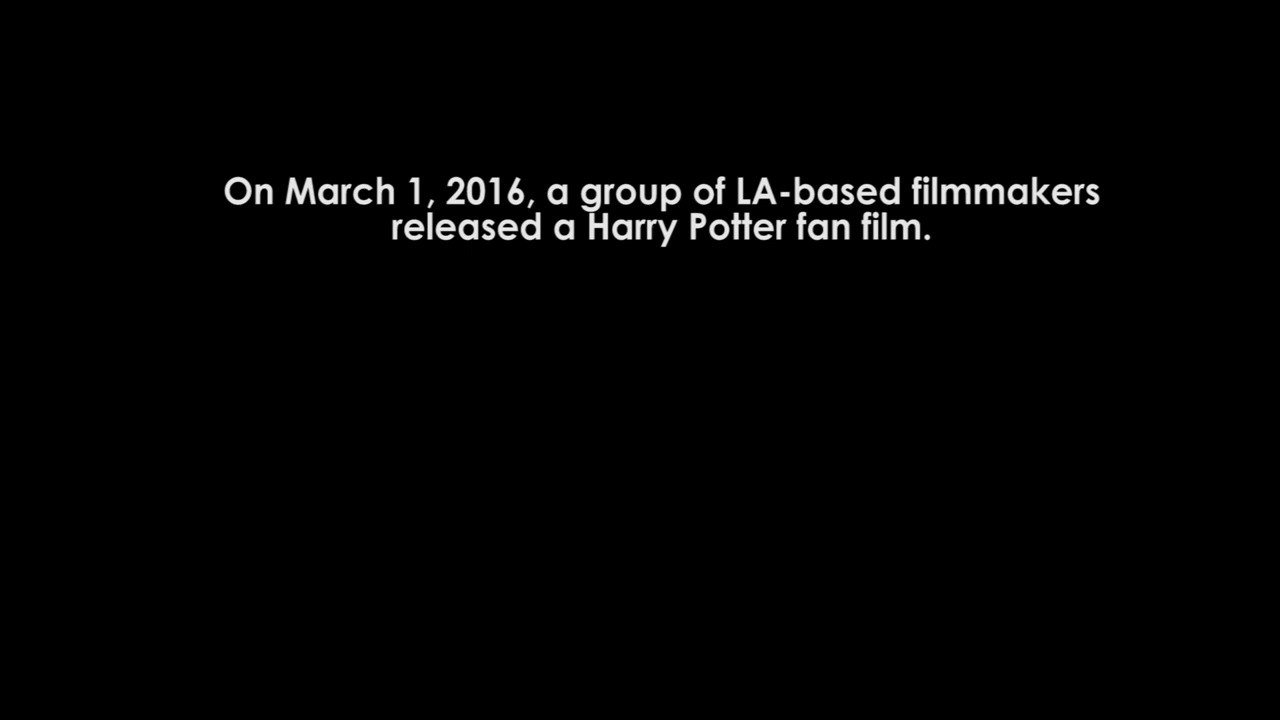 On March 1, 2016, a group of LA-based filmmakers
released a Harry Potter fan film.